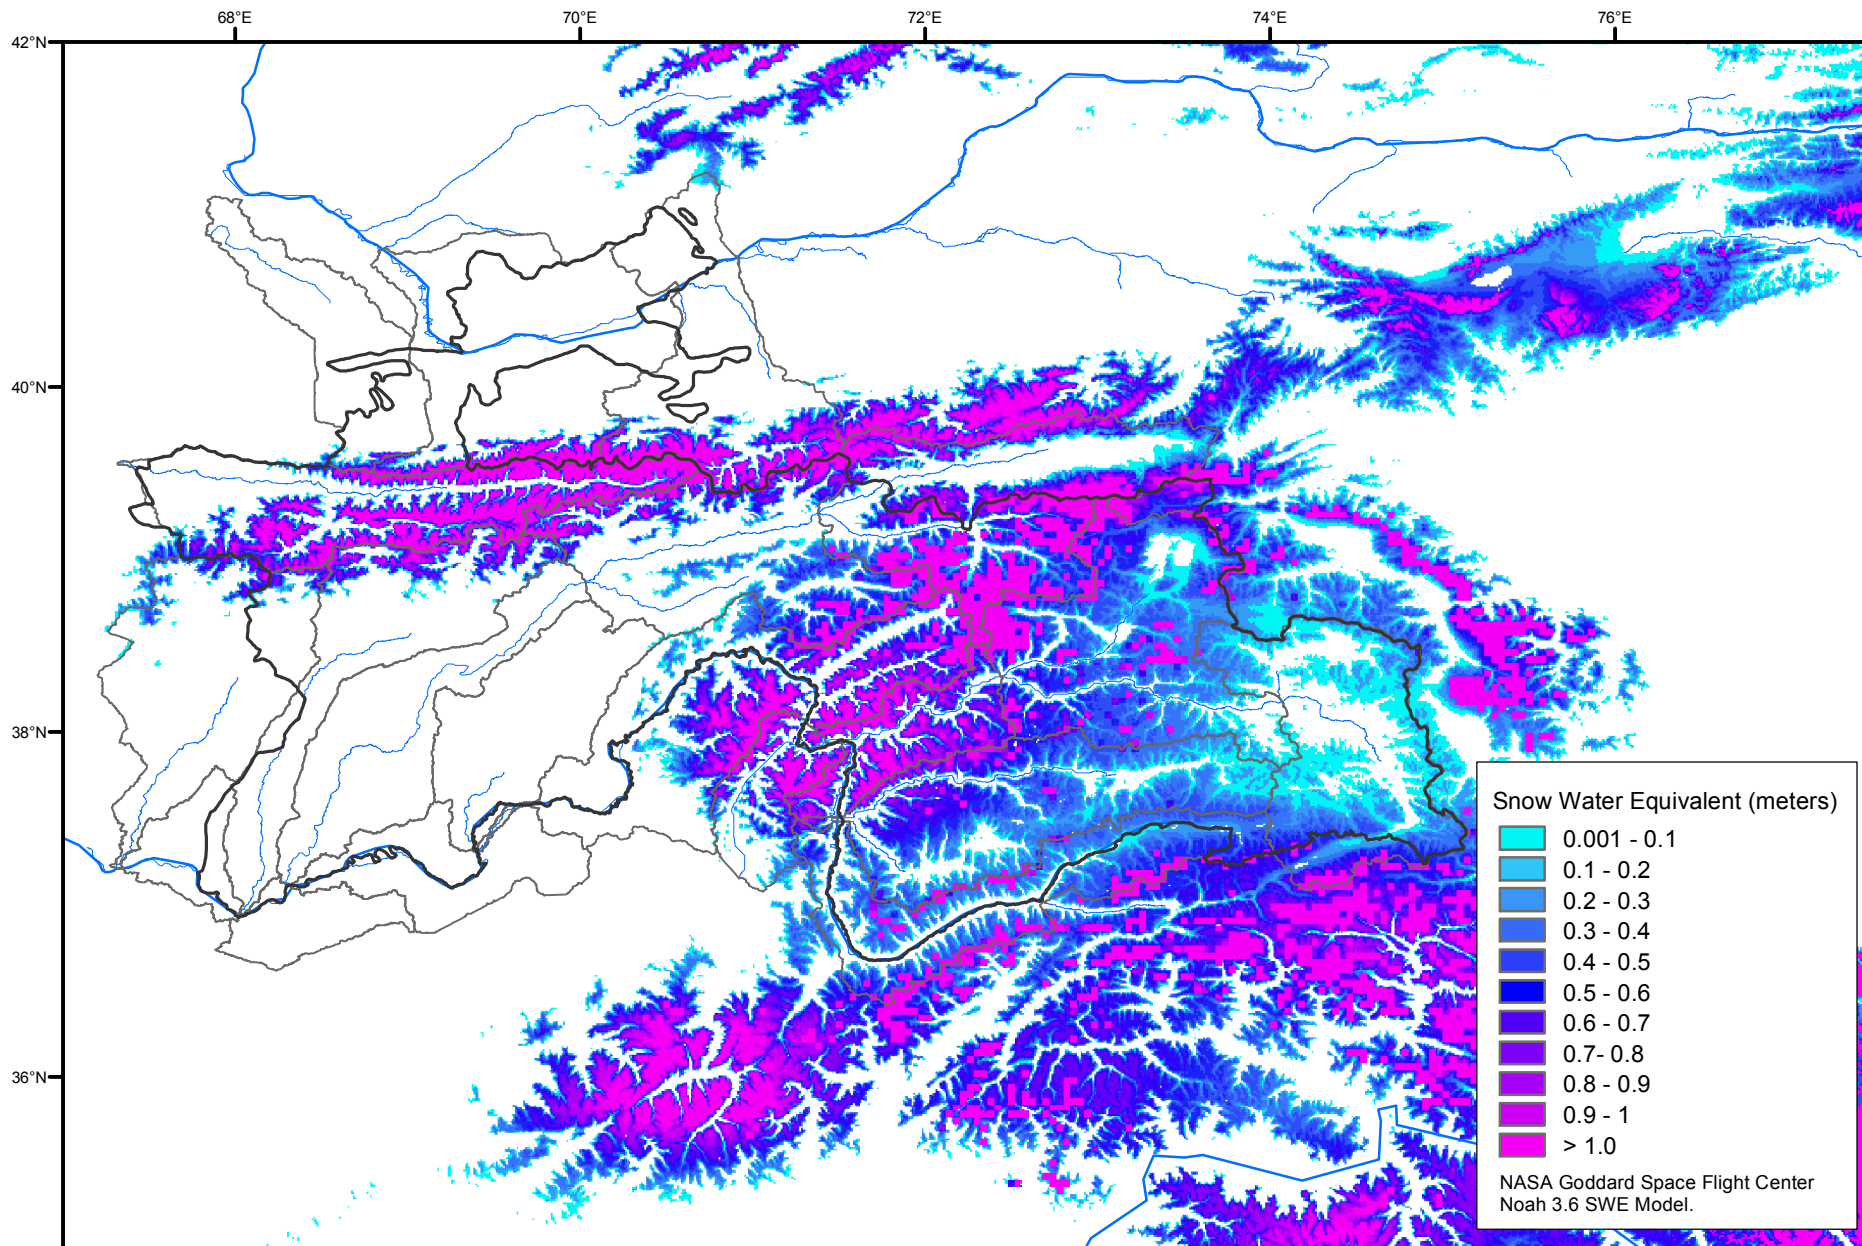 68°E
70°E
72°E
74°E
76°E
42°N
40°N
38°N
36°N
Snow Water Equivalent (meters)
0.001 - 0.1
0.1 - 0.2
0.2 - 0.3
0.3 - 0.4
0.4 - 0.5
0.5 - 0.6
0.6 - 0.7
0.7- 0.8
0.8 - 0.9
0.9 - 1
> 1.0
NASA Goddard Space Flight Center
Noah 3.6 SWE Model.